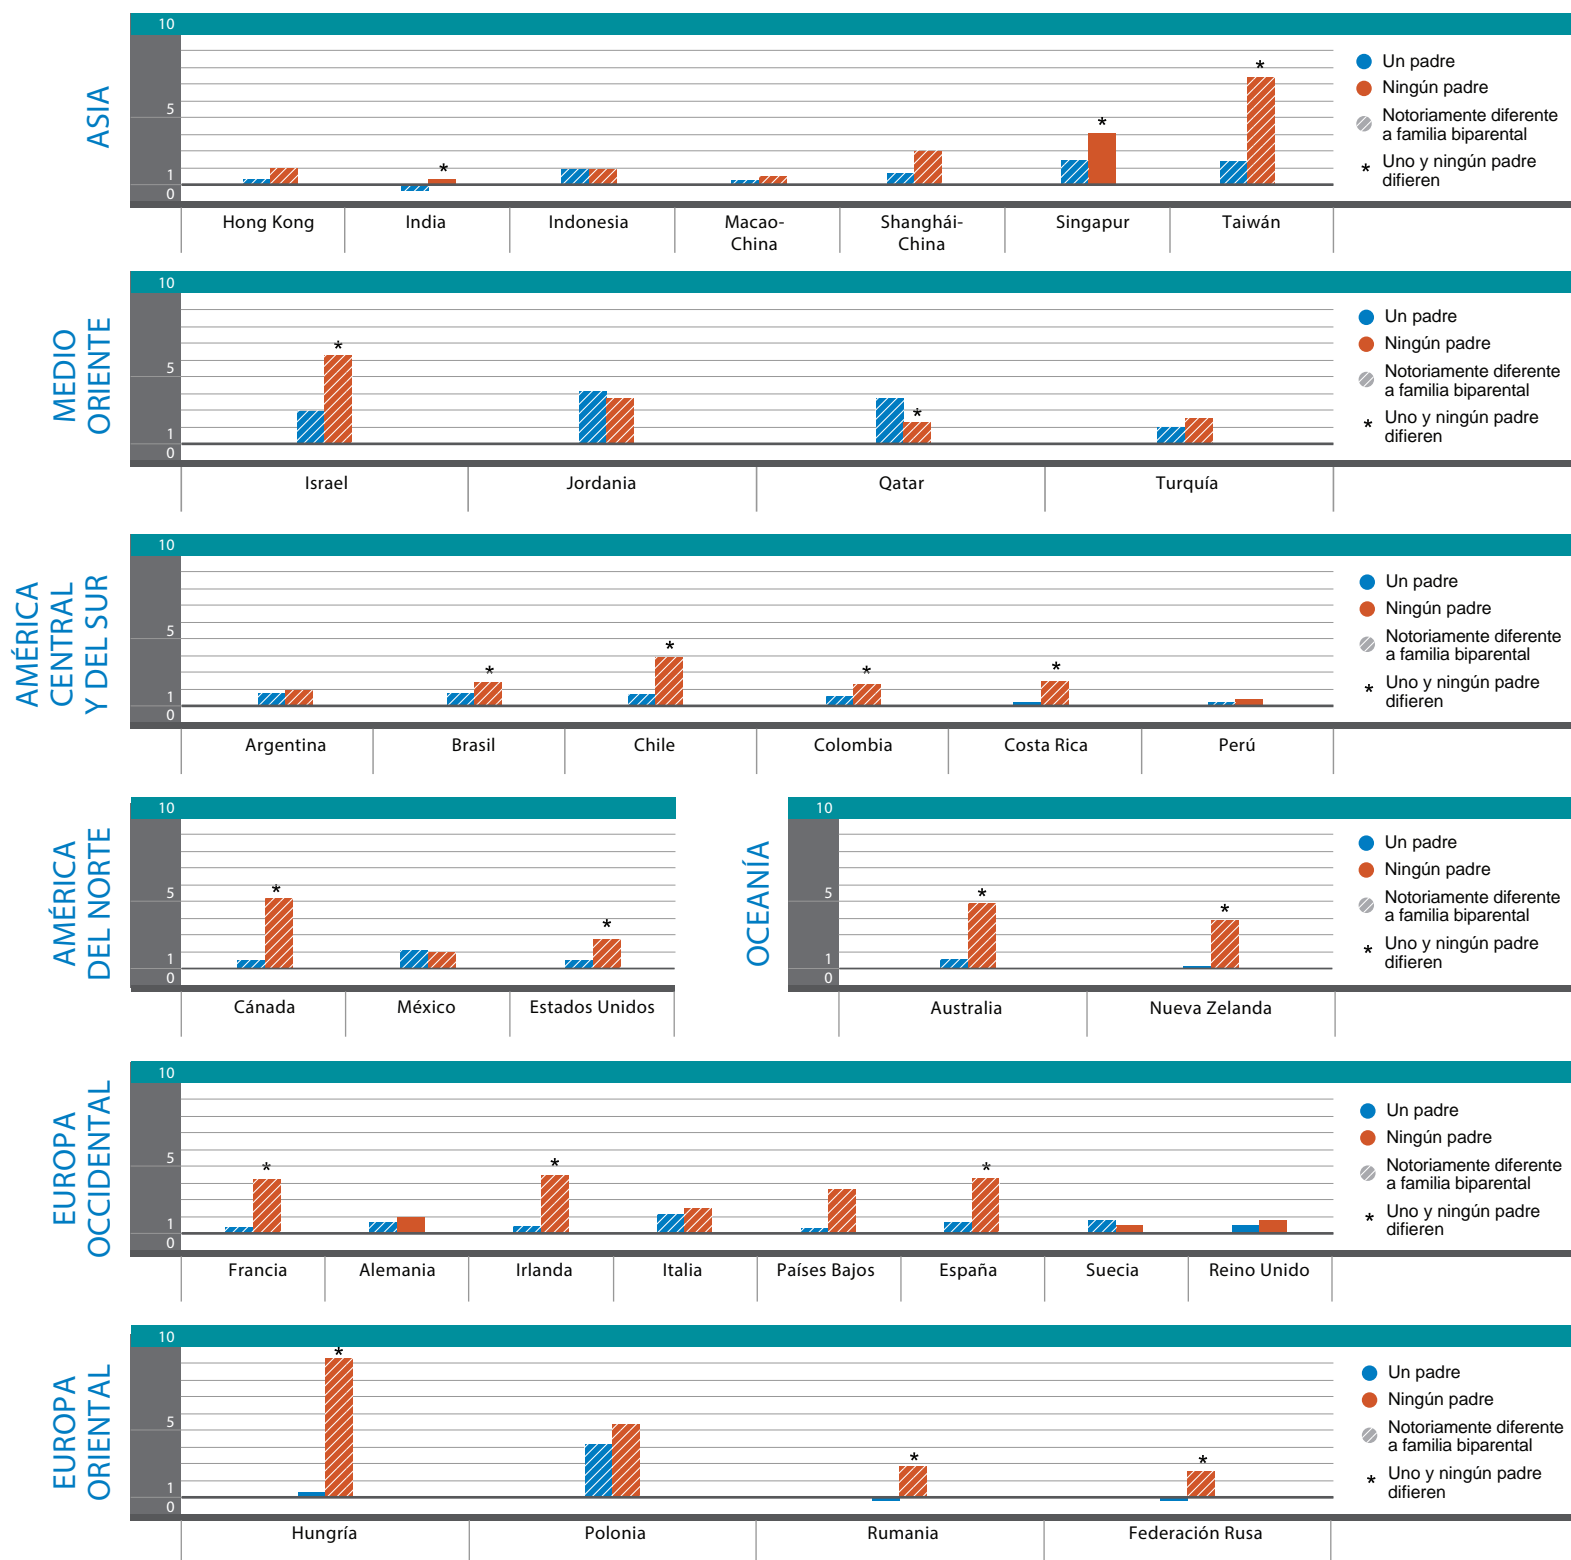 ASIA
10
5
1
0
*
*
*
Un padre
Ningún padre
Notoriamente diferente
a familia biparental
* Uno y ningún padre
difieren
Hong Kong
India
Indonesia
Macao-
China
Shanghái-
China
Singapur
Taiwán
MEDIO
ORIENTE
10
5
1
0
*
*
Un padre
Ningún padre
Notoriamente diferente
a familia biparental
* Uno y ningún padre
difieren
Israel
Jordania
Qatar
Turquía
AMÉRICA
CENTRAL
Y DEL SUR
10
5
1
0
*
*
*
*
Un padre
Ningún padre
Notoriamente diferente
a familia biparental
* Uno y ningún padre
difieren
Argentina
Brasil
Chile
Colombia
Costa Rica
Perú
AMÉRICA
DEL NORTE
10
5
1
0
*
*
Cánada
México
Estados Unidos
OCEANÍA
10
5
1
0
*
*
Un padre
Ningún padre
Notoriamente diferente
a familia biparental
* Uno y ningún padre
difieren
Australia
Nueva Zelanda
EUROPA
OCCIDENTAL
10
5
1
0
*
*
*
Un padre
Ningún padre
Notoriamente diferente
a familia biparental
* Uno y ningún padre
difieren
Francia
Alemania
Irlanda
Italia
Países Bajos
España
Suecia
Reino Unido
EUROPA
ORIENTAL
10
5
1
0
*
*
*
Un padre
Ningún padre
Notoriamente diferente
a familia biparental
* Uno y ningún padre
difieren
Hungría
Polonia
Rumania
Federación Rusa